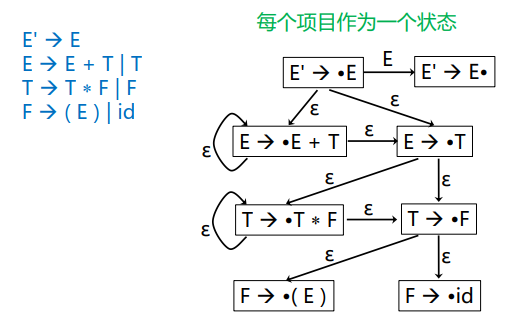 每个项目作为一个状态
E' → E
E → E + T | T
T → T * F | F
F → ( E ) | id
E' → •E
E
E' → E•
ε
ε
ε
E → •E + T
ε
E → •T
ε
ε
ε
T → •T * F
ε
T → •F
ε
ε
F → •( E )
F → •id